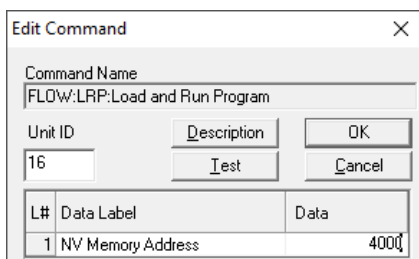 Edit Command
Command Name
FLOW:LRP:Load and Run Program
Unit ID Description OK
16 Test Cancel
L# Data Label Data
1 NV Memory Address 4000